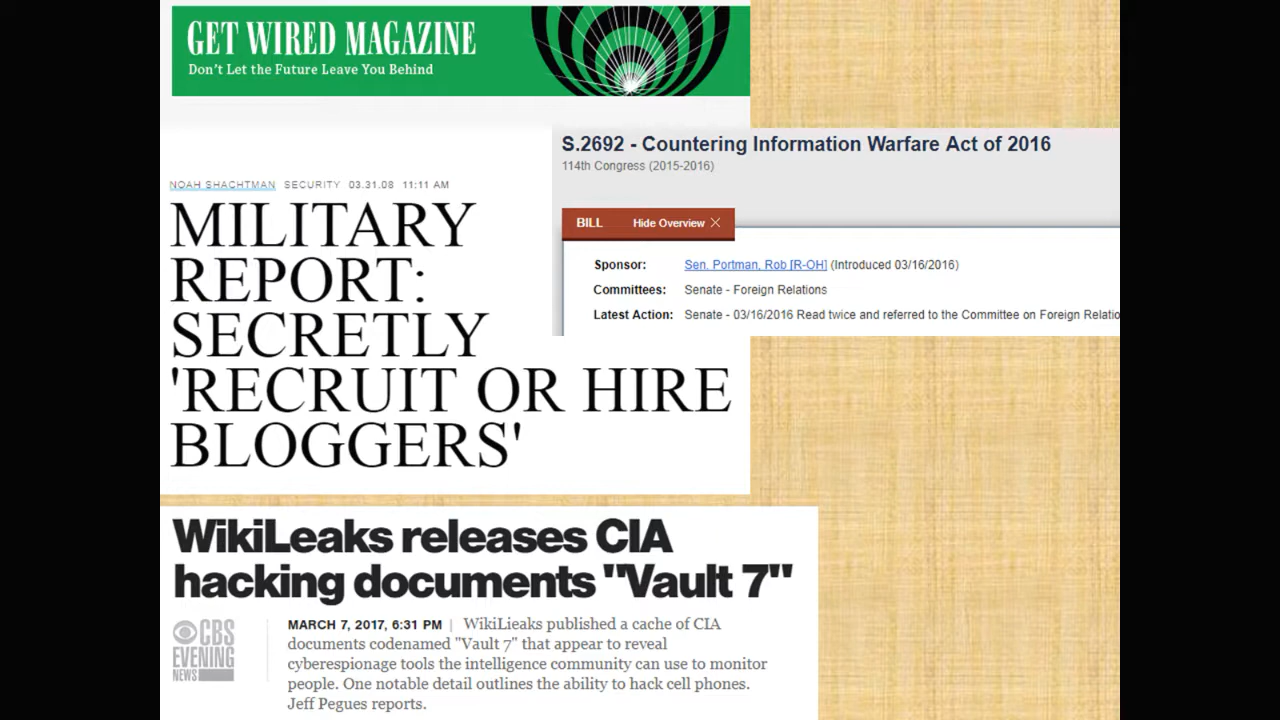 GET WIRED MAGAZINE
Don't Let the Future Leave You Behind
NOAH SHACHTMAN SECURITY 03.31.08 11:11 AM
MILITARY
REPORT:
SECRETLY
'RECRUIT OR HIRE
BLOGGERS'
S.2692 - Countering Information Warfare Act of 2016
114th Congress (2015-2016)
BILL Hide Overview ×
Sponsor: Sen. Portman, Rob [R-OH] (Introduced 03/16/2016)
Committees: Senate - Foreign Relations
Latest Action: Senate - 03/16/2016 Read twice and referred to the Committee on Foreign Relatio
WikiLeaks releases CIA
hacking documents "Vault 7"
CBS
EVENING
NEWS
MARCH 7, 2017, 6:31 PM | WikiLieaks published a cache of CIA
documents codenamed "Vault 7" that appear to reveal
cyberespionage tools the intelligence community can use to monitor
people. One notable detail outlines the ability to hack cell phones.
Jeff Pegues reports.